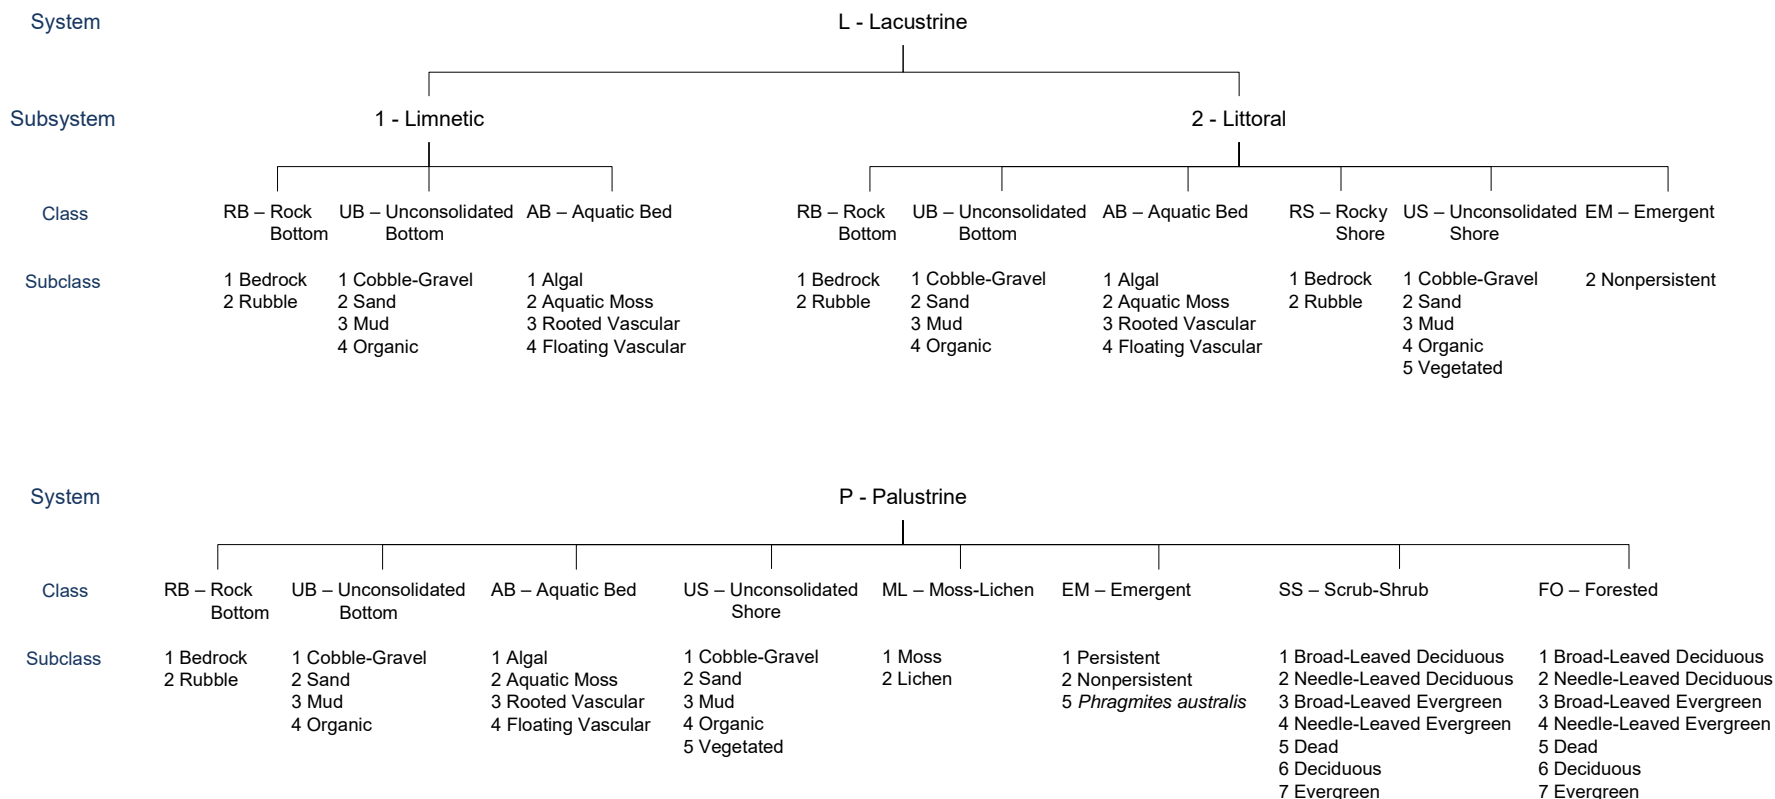 System L - Lacustrine
Subsystem 1 - Limnetic 2 - Littoral
Class RB – Rock Bottom UB – Unconsolidated Bottom AB – Aquatic Bed RB – Rock Bottom UB – Unconsolidated Bottom AB – Aquatic Bed RS – Rocky Shore US – Unconsolidated Shore EM – Emergent
Subclass
1 Bedrock
2 Rubble
1 Cobble-Gravel
2 Sand
3 Mud
4 Organic
1 Algal
2 Aquatic Moss
3 Rooted Vascular
4 Floating Vascular
1 Bedrock
2 Rubble
1 Cobble-Gravel
2 Sand
3 Mud
4 Organic
1 Algal
2 Aquatic Moss
3 Rooted Vascular
4 Floating Vascular
1 Bedrock
2 Rubble
1 Cobble-Gravel
2 Sand
3 Mud
4 Organic
5 Vegetated
2 Nonpersistent
System P - Palustrine
Class RB – Rock Bottom UB – Unconsolidated Bottom AB – Aquatic Bed US – Unconsolidated Shore ML – Moss-Lichen EM – Emergent SS – Scrub-Shrub FO – Forested
Subclass
1 Bedrock
2 Rubble
1 Cobble-Gravel
2 Sand
3 Mud
4 Organic
1 Algal
2 Aquatic Moss
3 Rooted Vascular
4 Floating Vascular
1 Cobble-Gravel
2 Sand
3 Mud
4 Organic
5 Vegetated
1 Moss
2 Lichen
1 Persistent
2 Nonpersistent
5 Phragmites australis
1 Broad-Leaved Deciduous
2 Needle-Leaved Deciduous
3 Broad-Leaved Evergreen
4 Needle-Leaved Evergreen
5 Dead
6 Deciduous
7 Evergreen
1 Broad-Leaved Deciduous
2 Needle-Leaved Deciduous
3 Broad-Leaved Evergreen
4 Needle-Leaved Evergreen
5 Dead
6 Deciduous
7 Evergreen